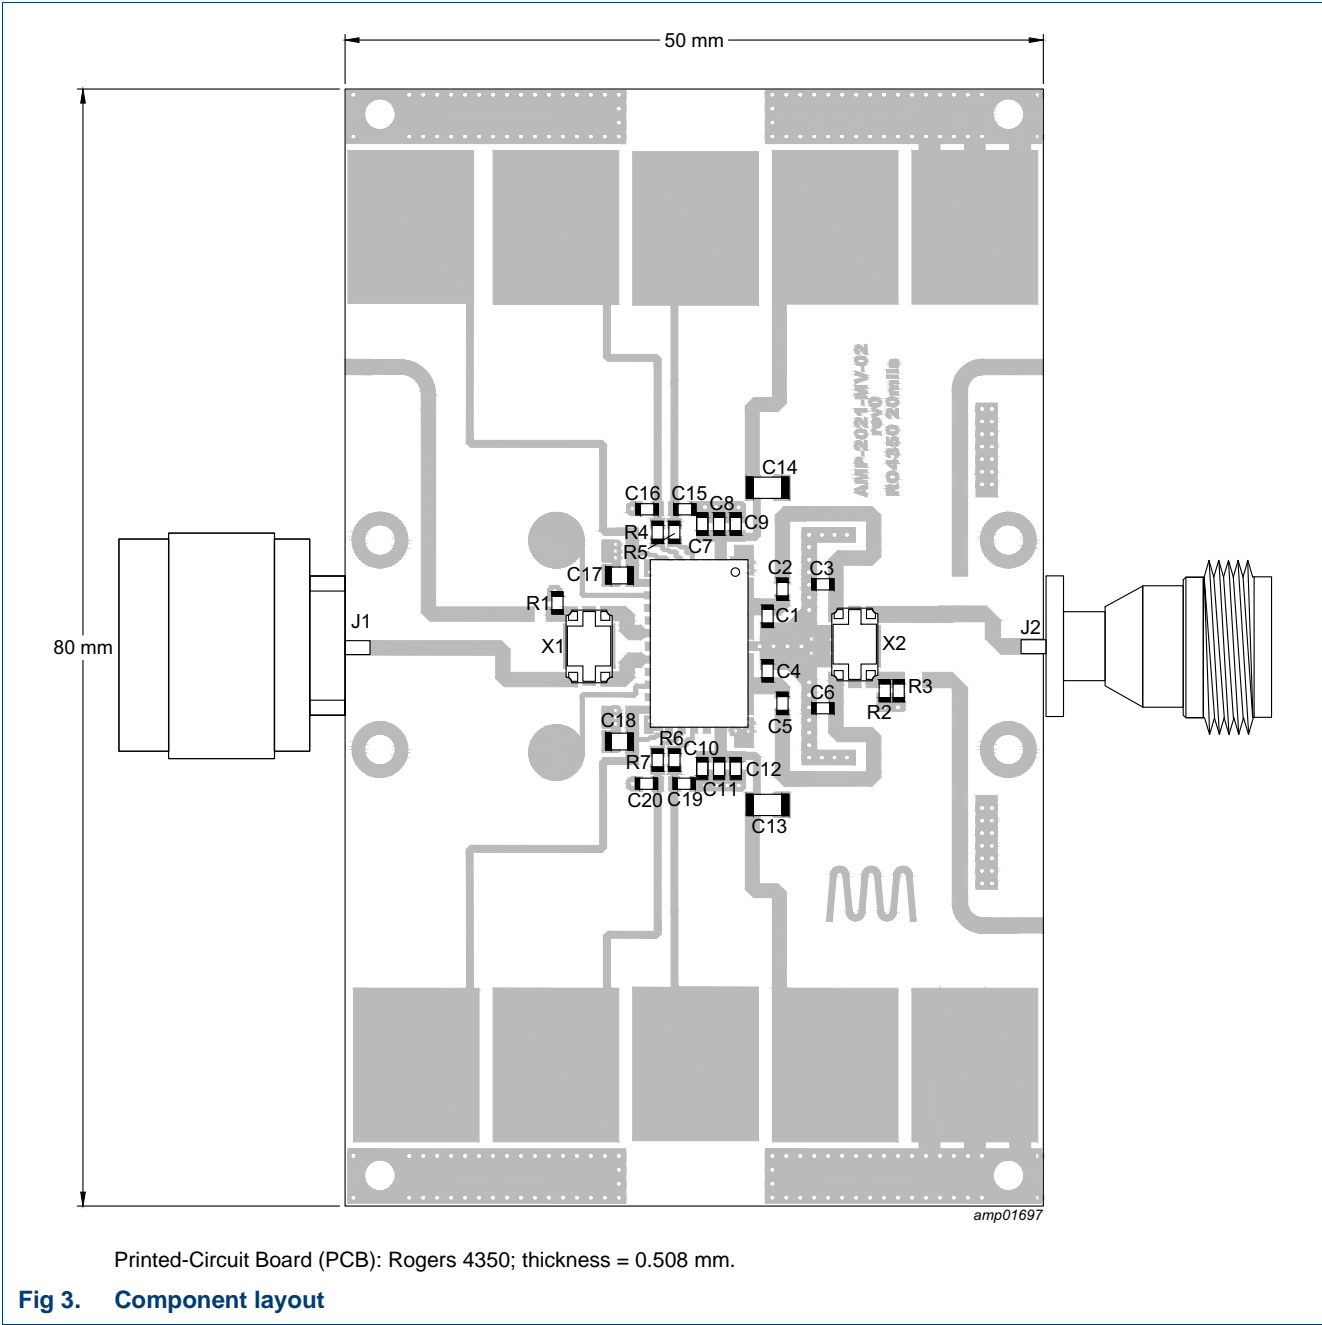 50 mm
80 mm
AMP-2021-MV-02
rev0
RO4350 20mils
C14
C16 C15 C8
C9
R4
R5 C7
C17
C2 C3
R1
C1
J1
X1
X2
J2
C4
R3
C6
R2
C5
C18
R6
C10
R7
C12
C11
C20 C19
C13
amp01697
Printed-Circuit Board (PCB): Rogers 4350; thickness = 0.508 mm.
Fig 3. Component layout